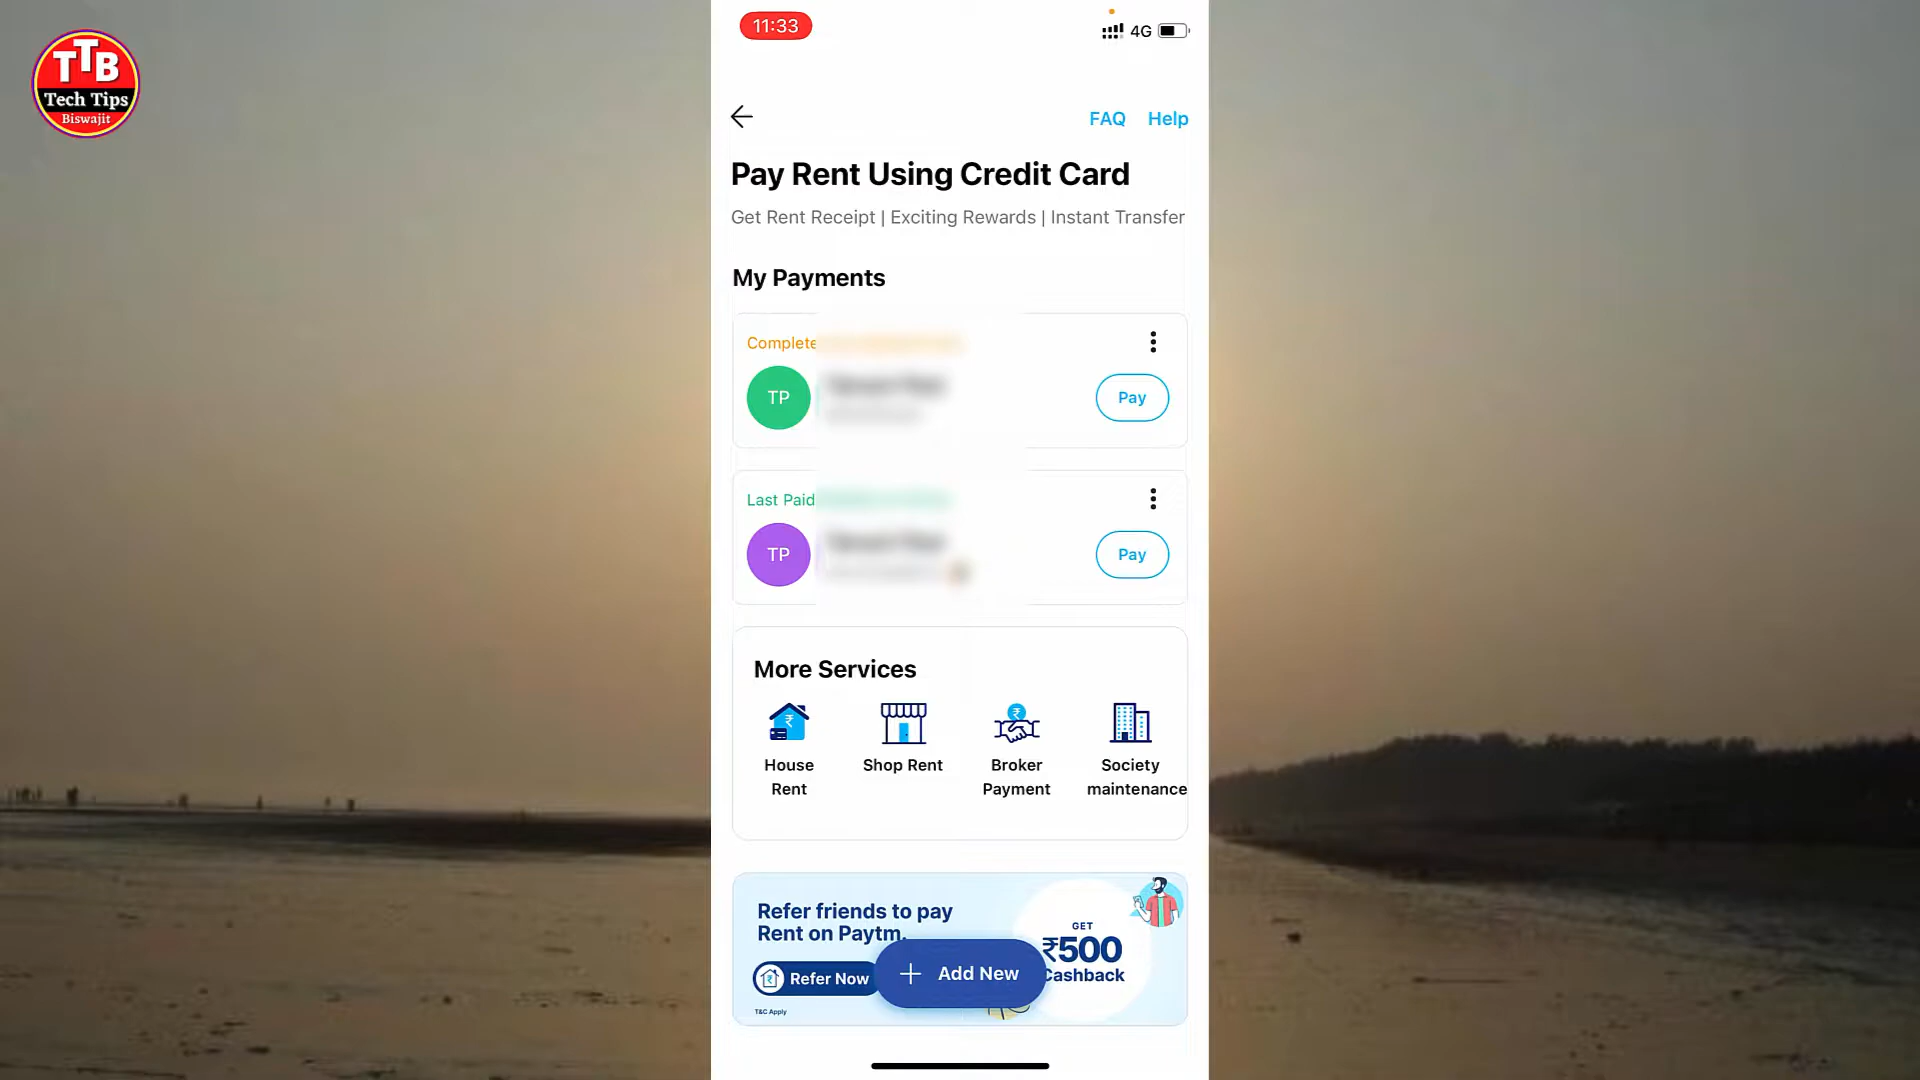 TTB
Tech Tips
Biswajit
11:33
4G
FAQ Help
Pay Rent Using Credit Card
Get Rent Receipt | Exciting Rewards | Instant Transfer
My Payments
Complete
TP
Pay
Last Paid
TP
Pay
More Services
House
Rent
Shop Rent
Broker
Payment
Society
maintenance
Refer friends to pay
Rent on Paytm.
Refer Now
T&C Apply
GET
₹500
Cashback
+ Add New